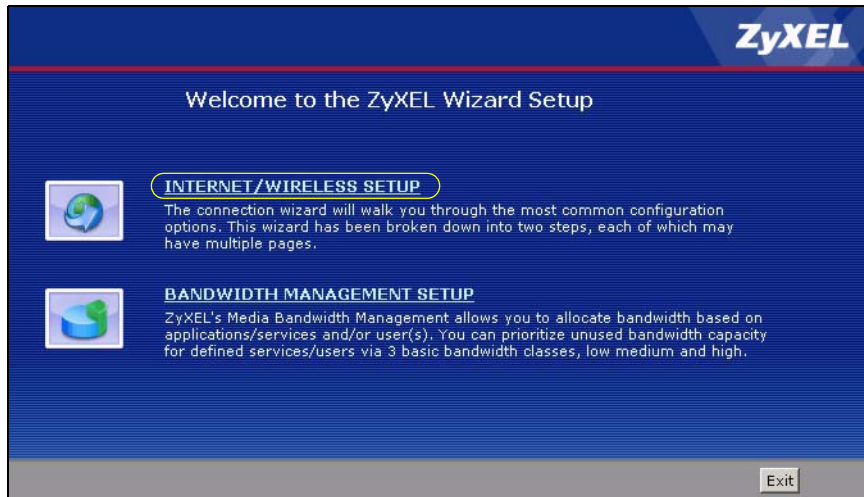 ZyXEL
Welcome to the ZyXEL Wizard Setup
INTERNET/WIRELESS SETUP
The connection wizard will walk you through the most common configuration
options. This wizard has been broken down into two steps, each of which may
have multiple pages.
BANDWIDTH MANAGEMENT SETUP
ZyXEL's Media Bandwidth Management allows you to allocate bandwidth based on
applications/services and/or user(s). You can prioritize unused bandwidth capacity
for defined services/users via 3 basic bandwidth classes, low medium and high.
Exit